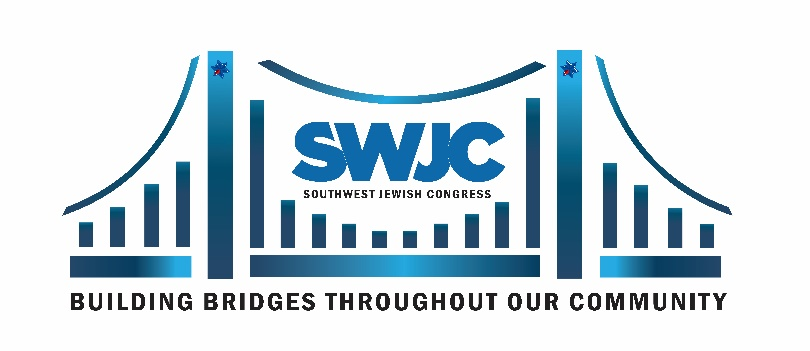 SWJC
SOUTHWEST JEWISH CONGRESS
BUILDING BRIDGES THROUGHOUT OUR COMMUNITY